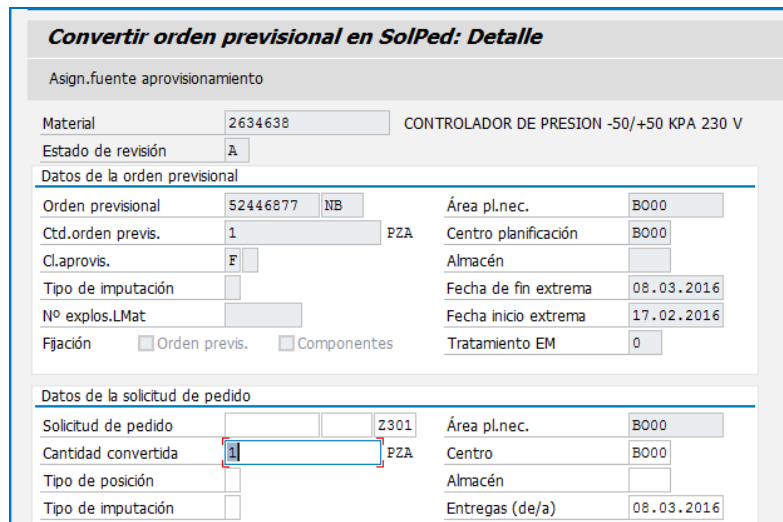 Convertir orden previsional en SolPed: Detalle
Asign.fuente aprovisionamiento
Material 2634638 CONTROLADOR DE PRESION -50/+50 KPA 230 V
Estado de revisión A
Datos de la orden previsional
Orden previsional 52446877 NB Área pl.nec. BO00
Ctd.orden previs. 1 PZA Centro planificación BO00
Cl.aprovis. F Almacén
Tipo de imputación Fecha de fin extrema 08.03.2016
Nº explos.LMat Fecha inicio extrema 17.02.2016
Fijación Orden previs. Componentes Tratamiento EM 0
Datos de la solicitud de pedido
Solicitud de pedido Z301 Área pl.nec. BO00
Cantidad convertida 1 PZA Centro BO00
Tipo de posición Almacén
Tipo de imputación Entregas (de/a) 08.03.2016